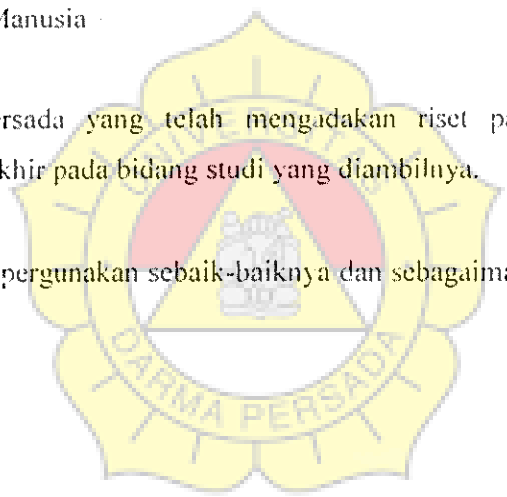 Manusia
ersada yang telah mengadakan riset pa
khir pada bidang studi yang diambilnya.
pergunakan sebaik-baiknya dan sebagaima
UNIVERSITAS
DARMA PERSADA